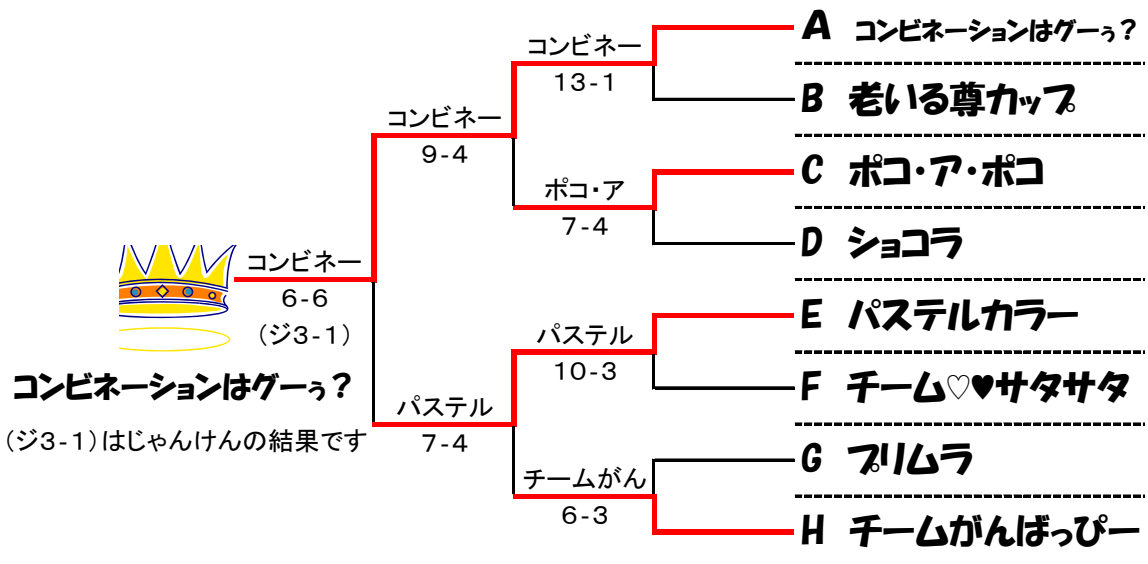 A コンビネーションはグーぅ?
コンビネー
13-1
B 老いる尊カップ
コンビネー
9-4
C ポコ・ア・ポコ
ポコ・ア
7-4
D ショコラ
コンビネー
6-6
(ジ3-1)
E パステルカラー
パステル
10-3
F チーム♡♥サタサタ
コンビネーションはグーぅ?
(ジ3-1)はじゃんけんの結果です
パステル
7-4
G プリムラ
チームがん
6-3
H チームがんばっぴー